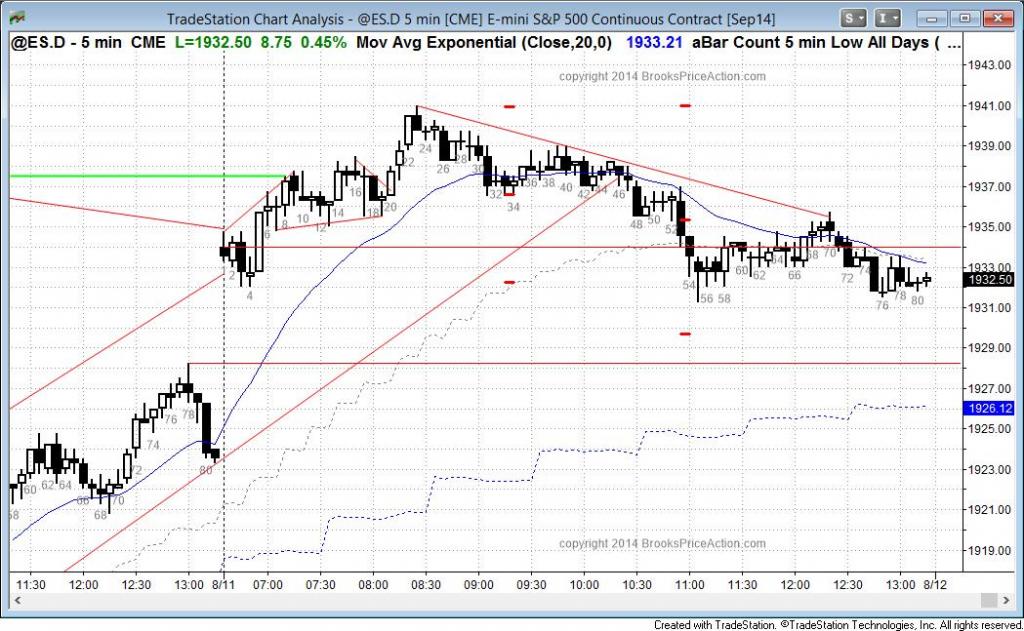 TradeStation Chart Analysis - @ES.D 5 min [CME] E-mini S&P 500 Continuous Contract [Sep14]
S I
@ES.D - 5 min CME L=1932.50 8.75 0.45% Mov Avg Exponential (Close,20,0) 1933.21 aBar Count 5 min Low All Days ( ...
copyright 2014 BrooksPriceAction.com
1943.00
1941.00
1939.00
1937.00
1935.00
1933.00
1932.50
1931.00
1929.00
1927.00
1926.12
1925.00
1923.00
1921.00
1919.00
22 24 26 28 30
16 18 20
32 34 36 38 40 42 44 46
6 8 10 12 14
48 50 52
2 4
54 56 58 60 62 64 66 68 70 72 74 76 78 80
58 60 62 64 66 68 70 72 74 76 78 80
copyright 2014 BrooksPriceAction.com
11:30 12:00 12:30 13:00 8/11 07:00 07:30 08:00 08:30 09:00 09:30 10:00 10:30 11:00 11:30 12:00 12:30 13:00 8/12
Created with TradeStation. ©TradeStation Technologies, Inc. All rights reserved.